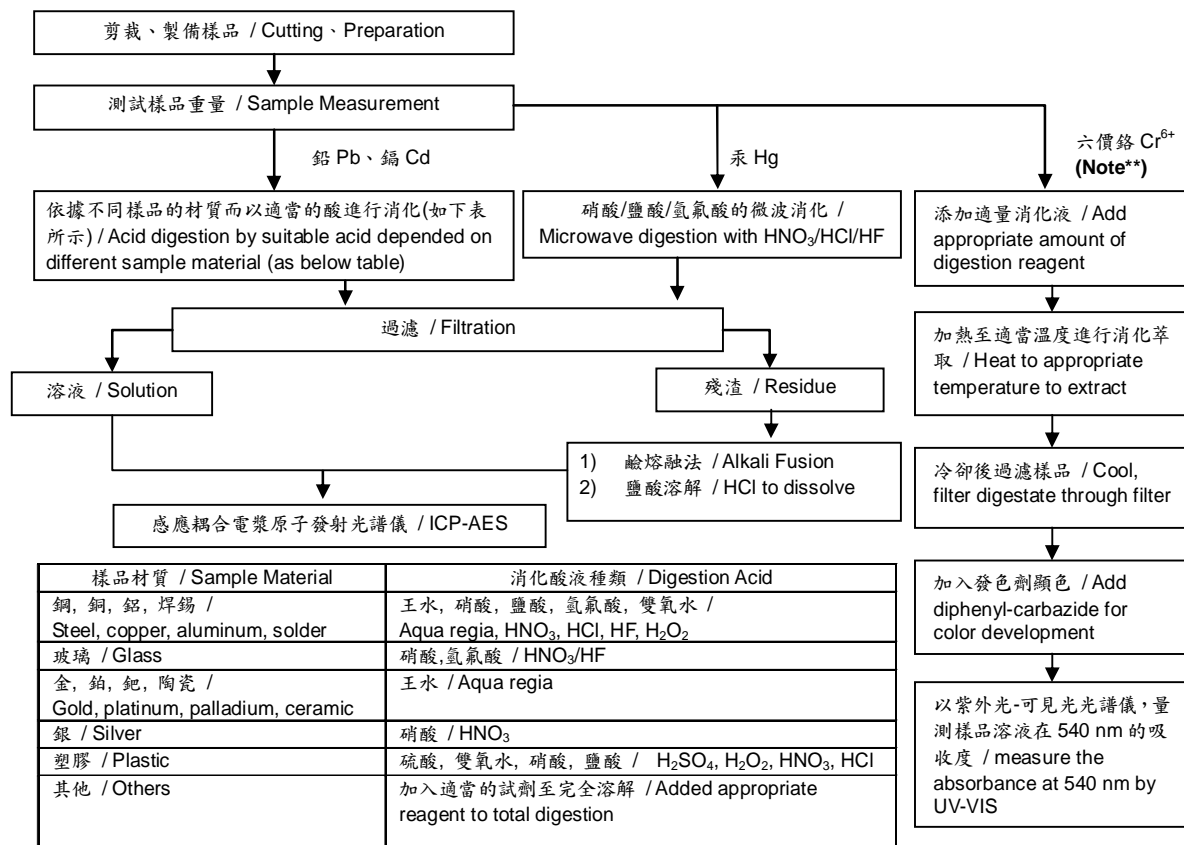 剪裁、製備樣品 / Cutting、Preparation
測試樣品重量 / Sample Measurement
鉛 Pb、鎘 Cd
汞 Hg
六價鉻 Cr⁶⁺
(Note**)
依據不同樣品的材質而以適當的酸進行消化(如下表
所示) / Acid digestion by suitable acid depended on
different sample material (as below table)
硝酸/鹽酸/氫氟酸的微波消化 /
Microwave digestion with HNO₃/HCl/HF
添加適量消化液 / Add
appropriate amount of
digestion reagent
過濾 / Filtration
加熱至適當溫度進行消化萃
取 / Heat to appropriate
temperature to extract
溶液 / Solution
殘渣 / Residue
1) 鹼熔融法 / Alkali Fusion
2) 鹽酸溶解 / HCl to dissolve
冷卻後過濾樣品 / Cool,
filter digestate through filter
感應耦合電漿原子發射光譜儀 / ICP-AES
加入發色劑顯色 / Add
diphenyl-carbazide for
color development
以紫外光-可見光光譜儀，量
測樣品溶液在 540 nm 的吸
收度 / measure the
absorbance at 540 nm by
UV-VIS
樣品材質 / Sample Material
消化酸液種類 / Digestion Acid
鋼, 銅, 鋁, 焊錫 /
Steel, copper, aluminum, solder
王水, 硝酸, 鹽酸, 氫氟酸, 雙氧水 /
Aqua regia, HNO₃, HCl, HF, H₂O₂
玻璃 / Glass
硝酸,氫氟酸 / HNO₃/HF
金, 鉑, 鈀, 陶瓷 /
Gold, platinum, palladium, ceramic
王水 / Aqua regia
銀 / Silver
硝酸 / HNO₃
塑膠 / Plastic
硫酸, 雙氧水, 硝酸, 鹽酸 / H₂SO₄, H₂O₂, HNO₃, HCl
其他 / Others
加入適當的試劑至完全溶解 / Added appropriate
reagent to total digestion